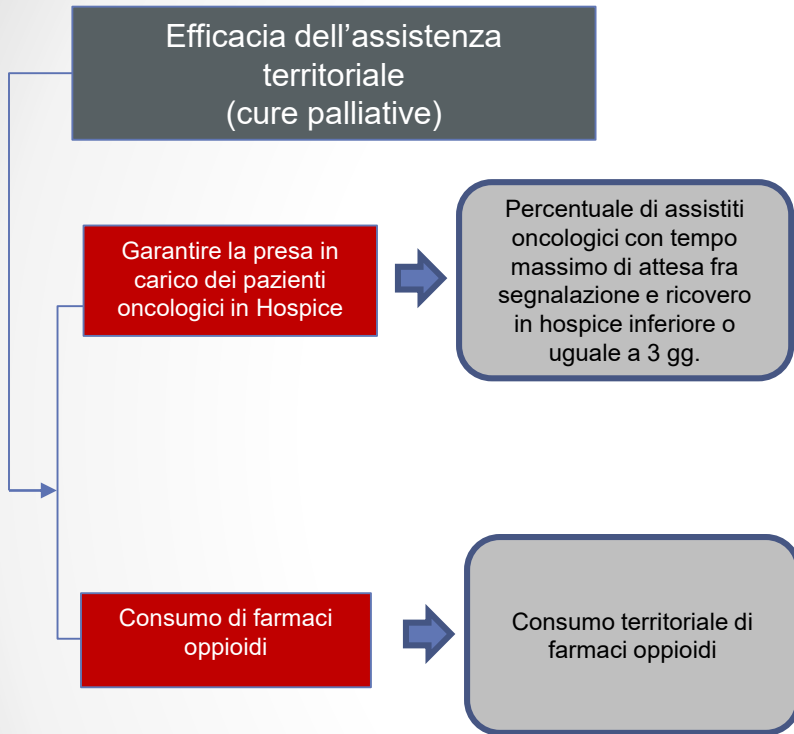 Efficacia dell’assistenza
territoriale
(cure palliative)
Garantire la presa in
carico dei pazienti
oncologici in Hospice
Percentuale di assistiti
oncologici con tempo
massimo di attesa fra
segnalazione e ricovero
in hospice inferiore o
uguale a 3 gg.
Consumo di farmaci
oppioidi
Consumo territoriale di
farmaci oppioidi